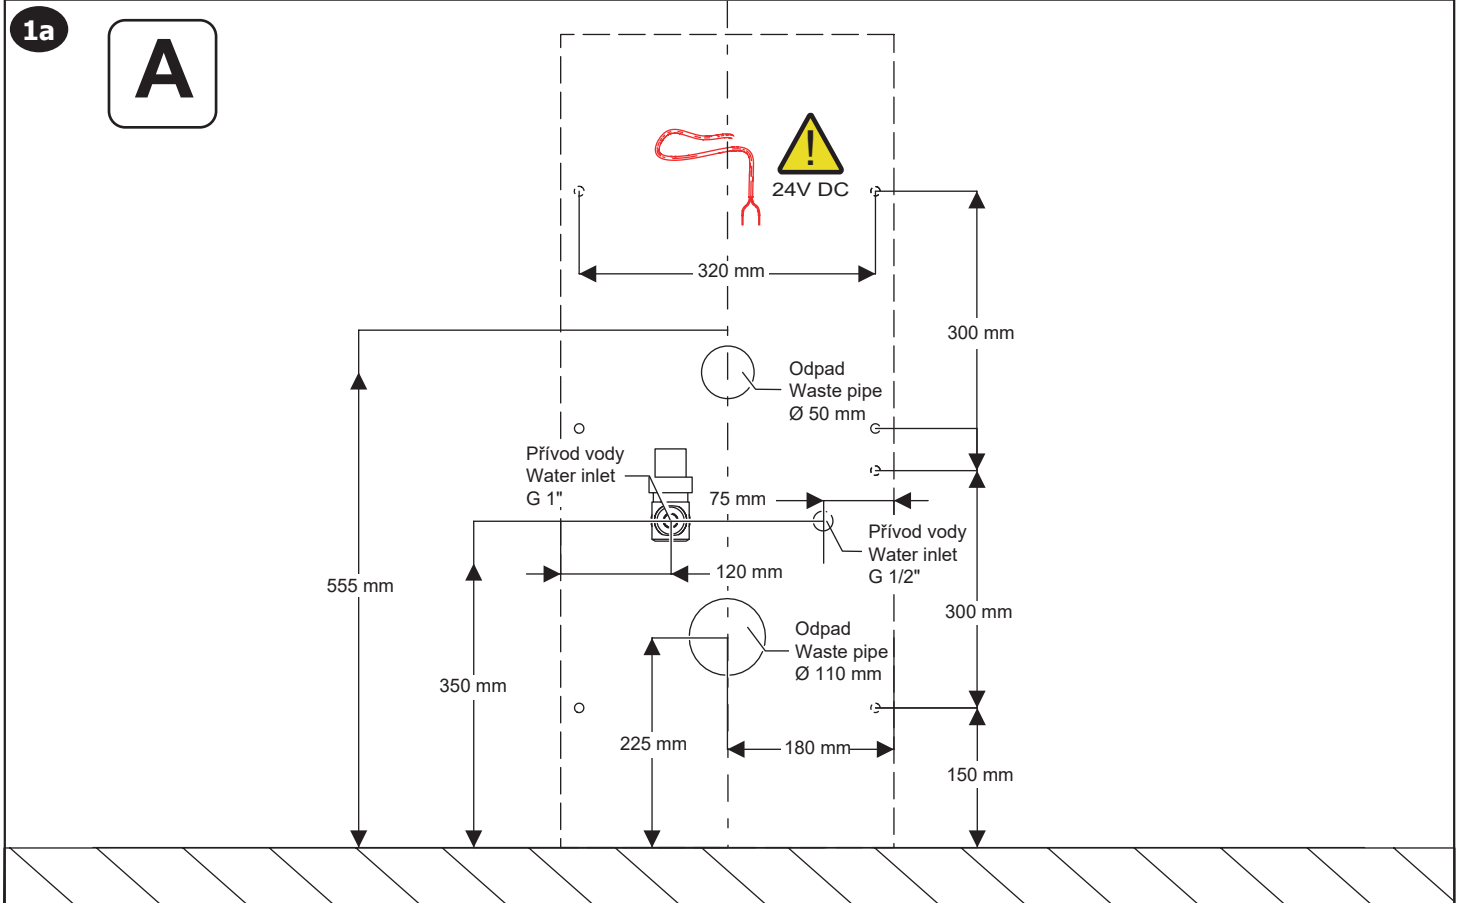 1a
A
24V DC
320 mm
300 mm
Odpad
Waste pipe
Ø 50 mm
Přívod vody
Water inlet
G 1"
75 mm
Přívod vody
Water inlet
G 1/2"
120 mm
555 mm
300 mm
Odpad
Waste pipe
Ø 110 mm
350 mm
225 mm
180 mm
150 mm